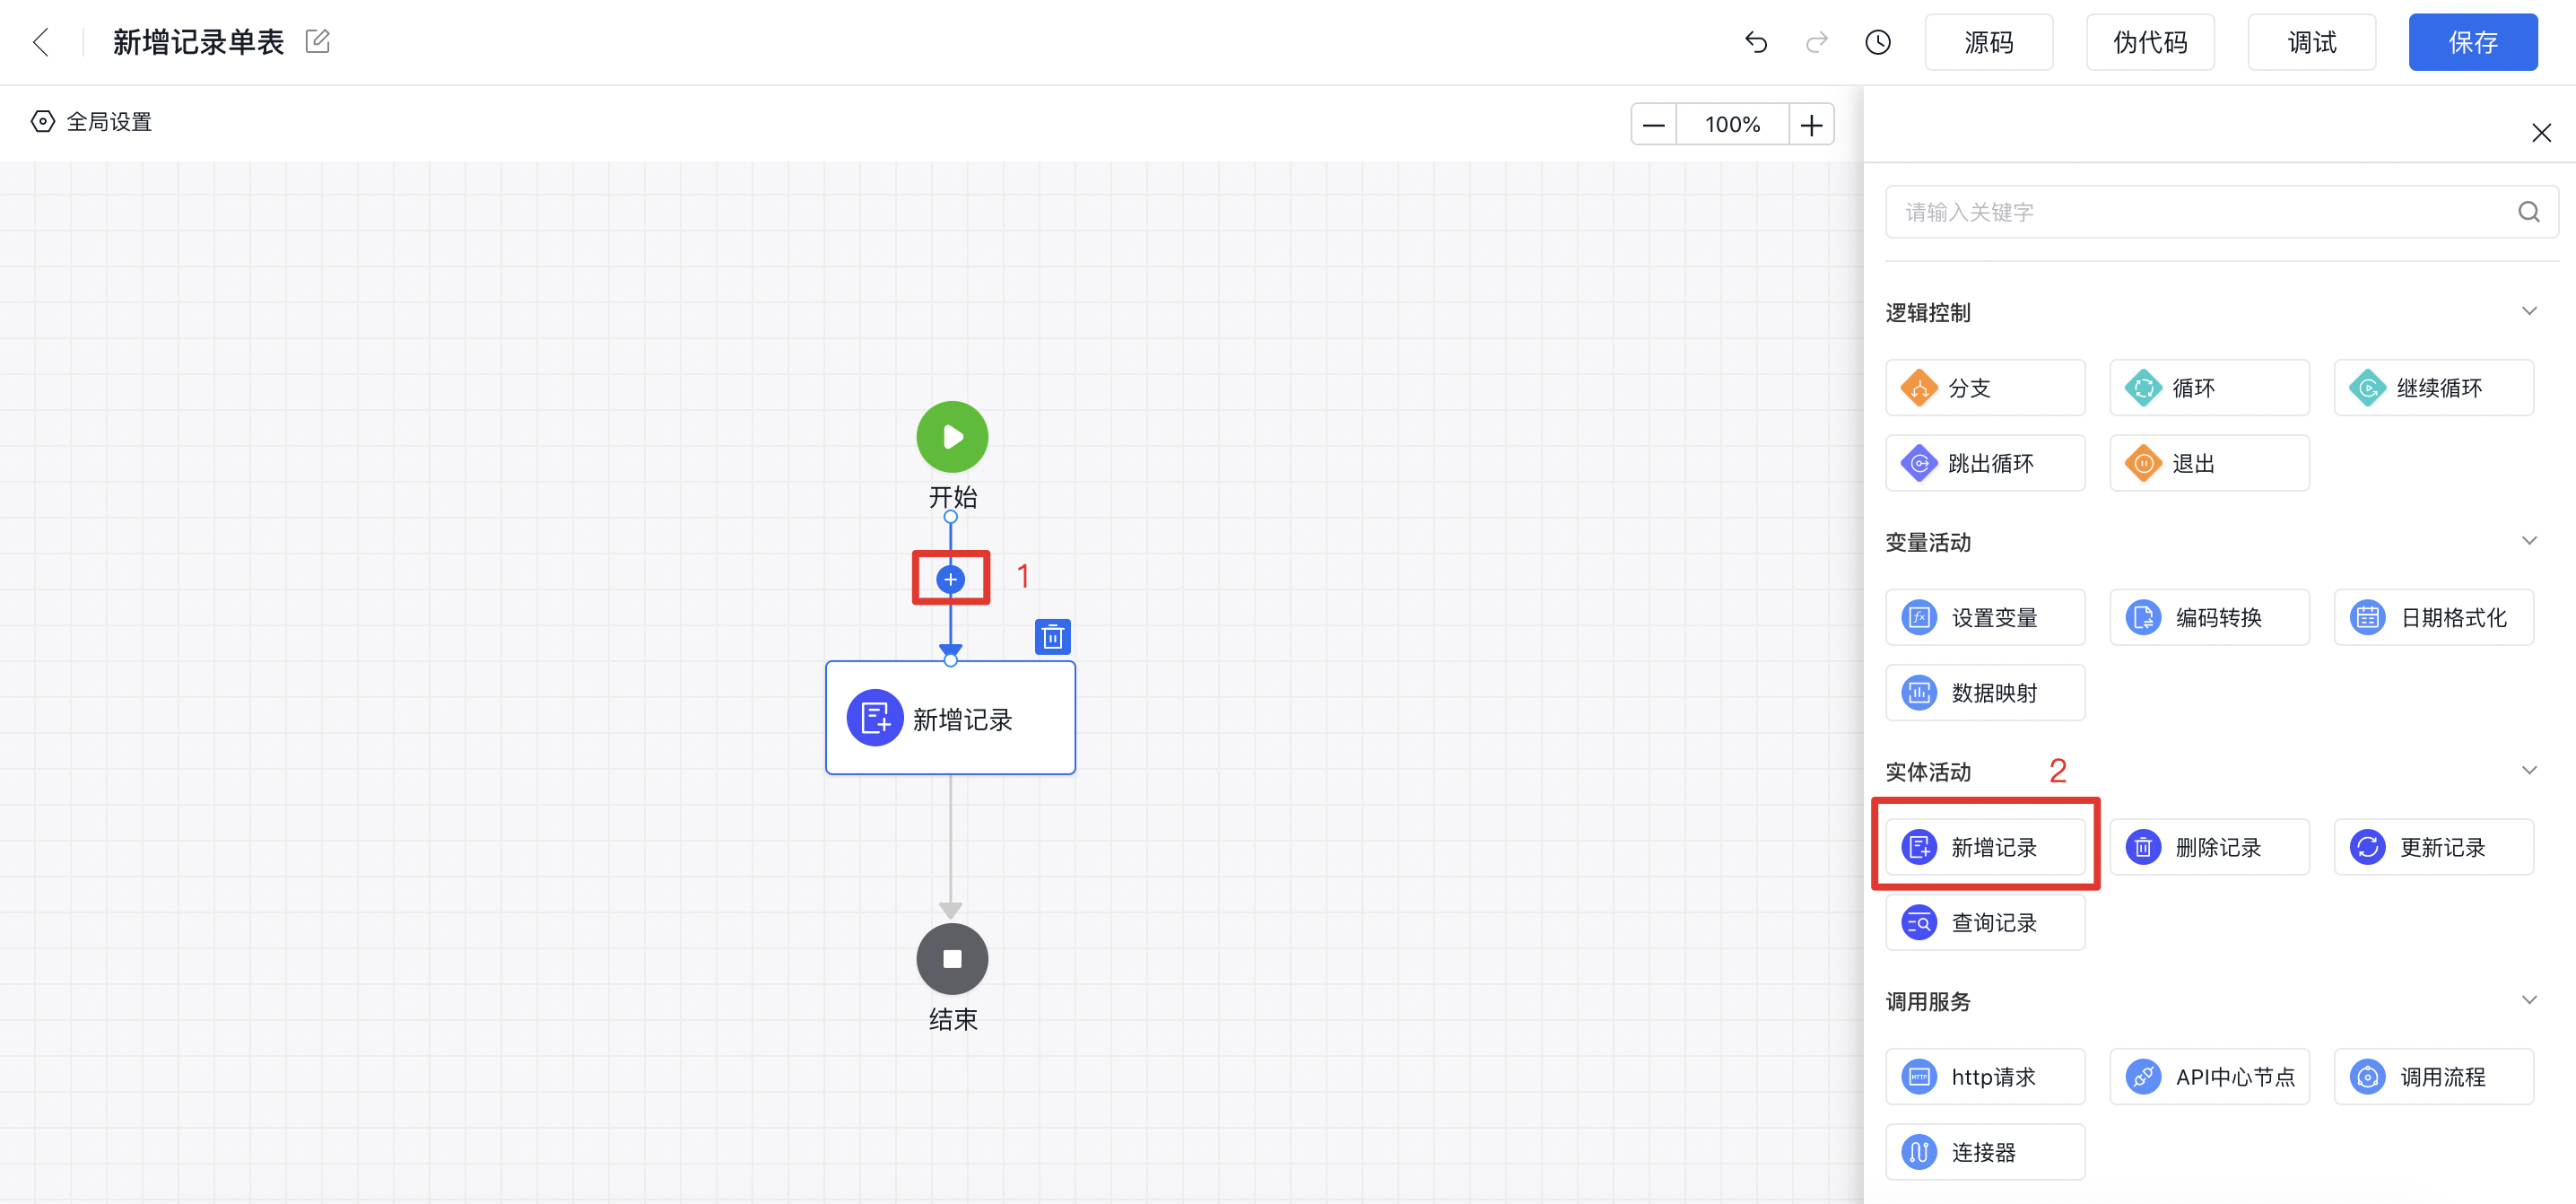 新增记录单表
源码
伪代码
调试
保存
全局设置
100%
请输入关键字
开始
1
新增记录
结束
逻辑控制
分支
循环
继续循环
跳出循环
退出
变量活动
设置变量
编码转换
日期格式化
数据映射
实体活动
2
新增记录
删除记录
更新记录
查询记录
调用服务
http请求
API中心节点
调用流程
连接器